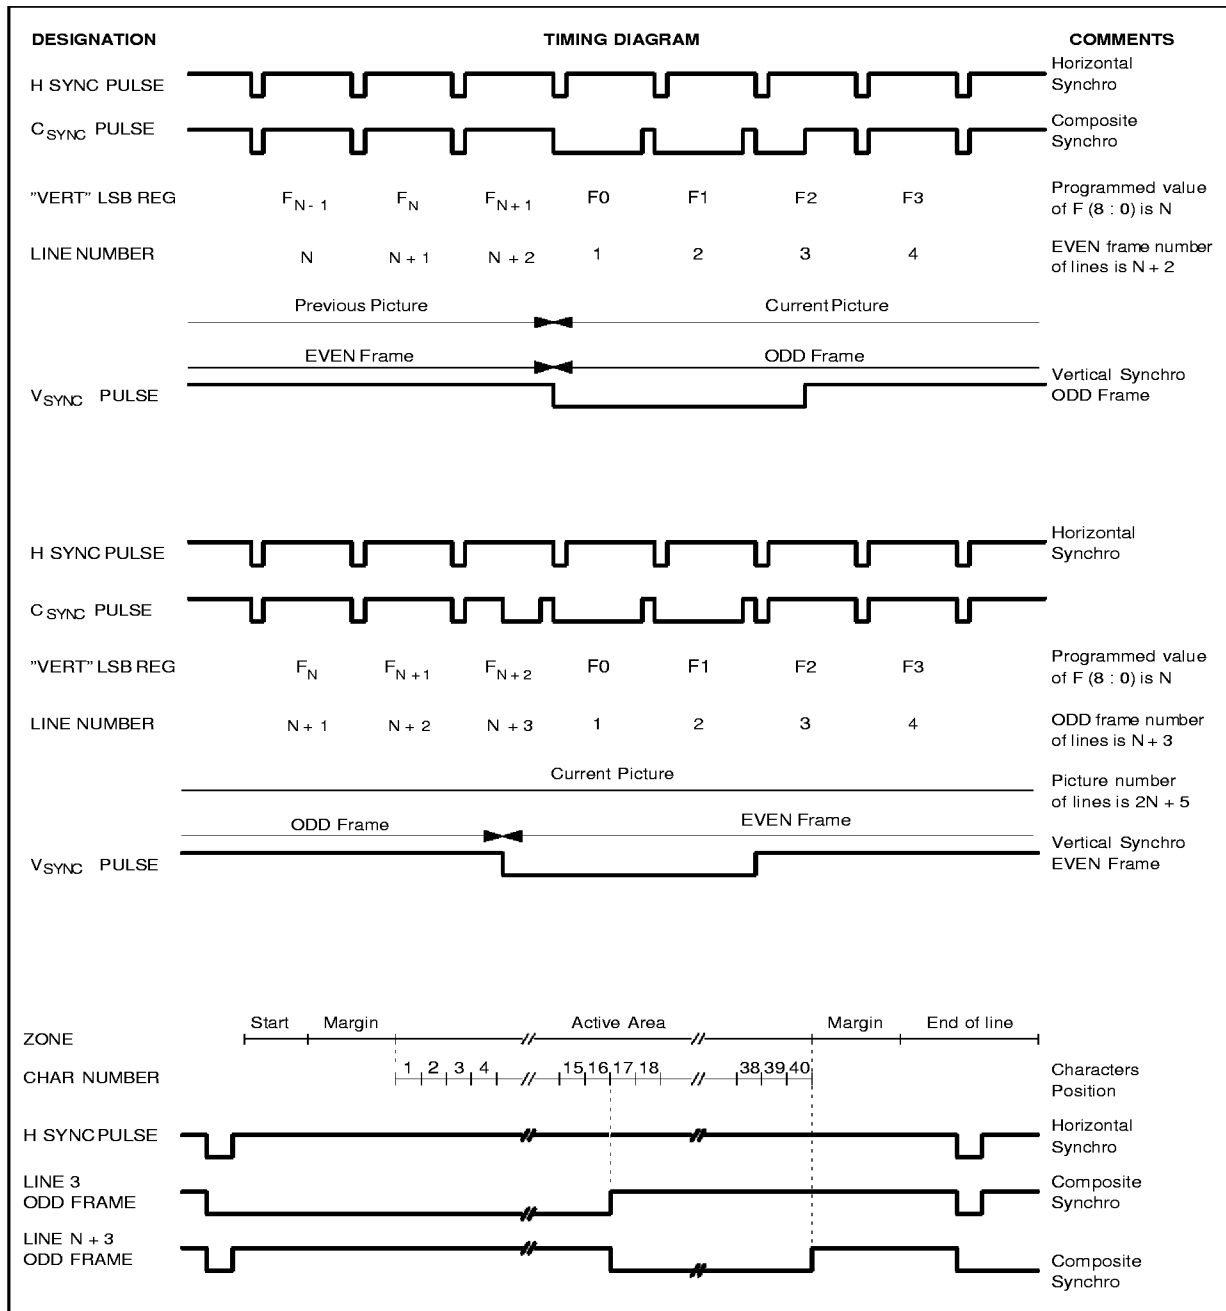 DESIGNATION TIMING DIAGRAM COMMENTS
H SYNC PULSE Horizontal Synchro
CSYNC PULSE Composite Synchro
"VERT" LSB REG FN-1 FN FN+1 F0 F1 F2 F3 Programmed value of F (8 : 0) is N
LINE NUMBER N N + 1 N + 2 1 2 3 4 EVEN frame number of lines is N + 2
Previous Picture Current Picture
EVEN Frame ODD Frame
VSYNC PULSE Vertical Synchro ODD Frame
H SYNC PULSE Horizontal Synchro
CSYNC PULSE
"VERT" LSB REG FN FN+1 FN+2 F0 F1 F2 F3 Programmed value of F (8 : 0) is N
LINE NUMBER N + 1 N + 2 N + 3 1 2 3 4 ODD frame number of lines is N + 3
Current Picture Picture number of lines is 2N + 5
ODD Frame EVEN Frame
VSYNC PULSE Vertical Synchro EVEN Frame
ZONE Start Margin Active Area Margin End of line
CHAR NUMBER 1 2 3 4 15 16 17 18 38 39 40 Characters Position
H SYNC PULSE Horizontal Synchro
LINE 3 ODD FRAME Composite Synchro
LINE N + 3 ODD FRAME Composite Synchro